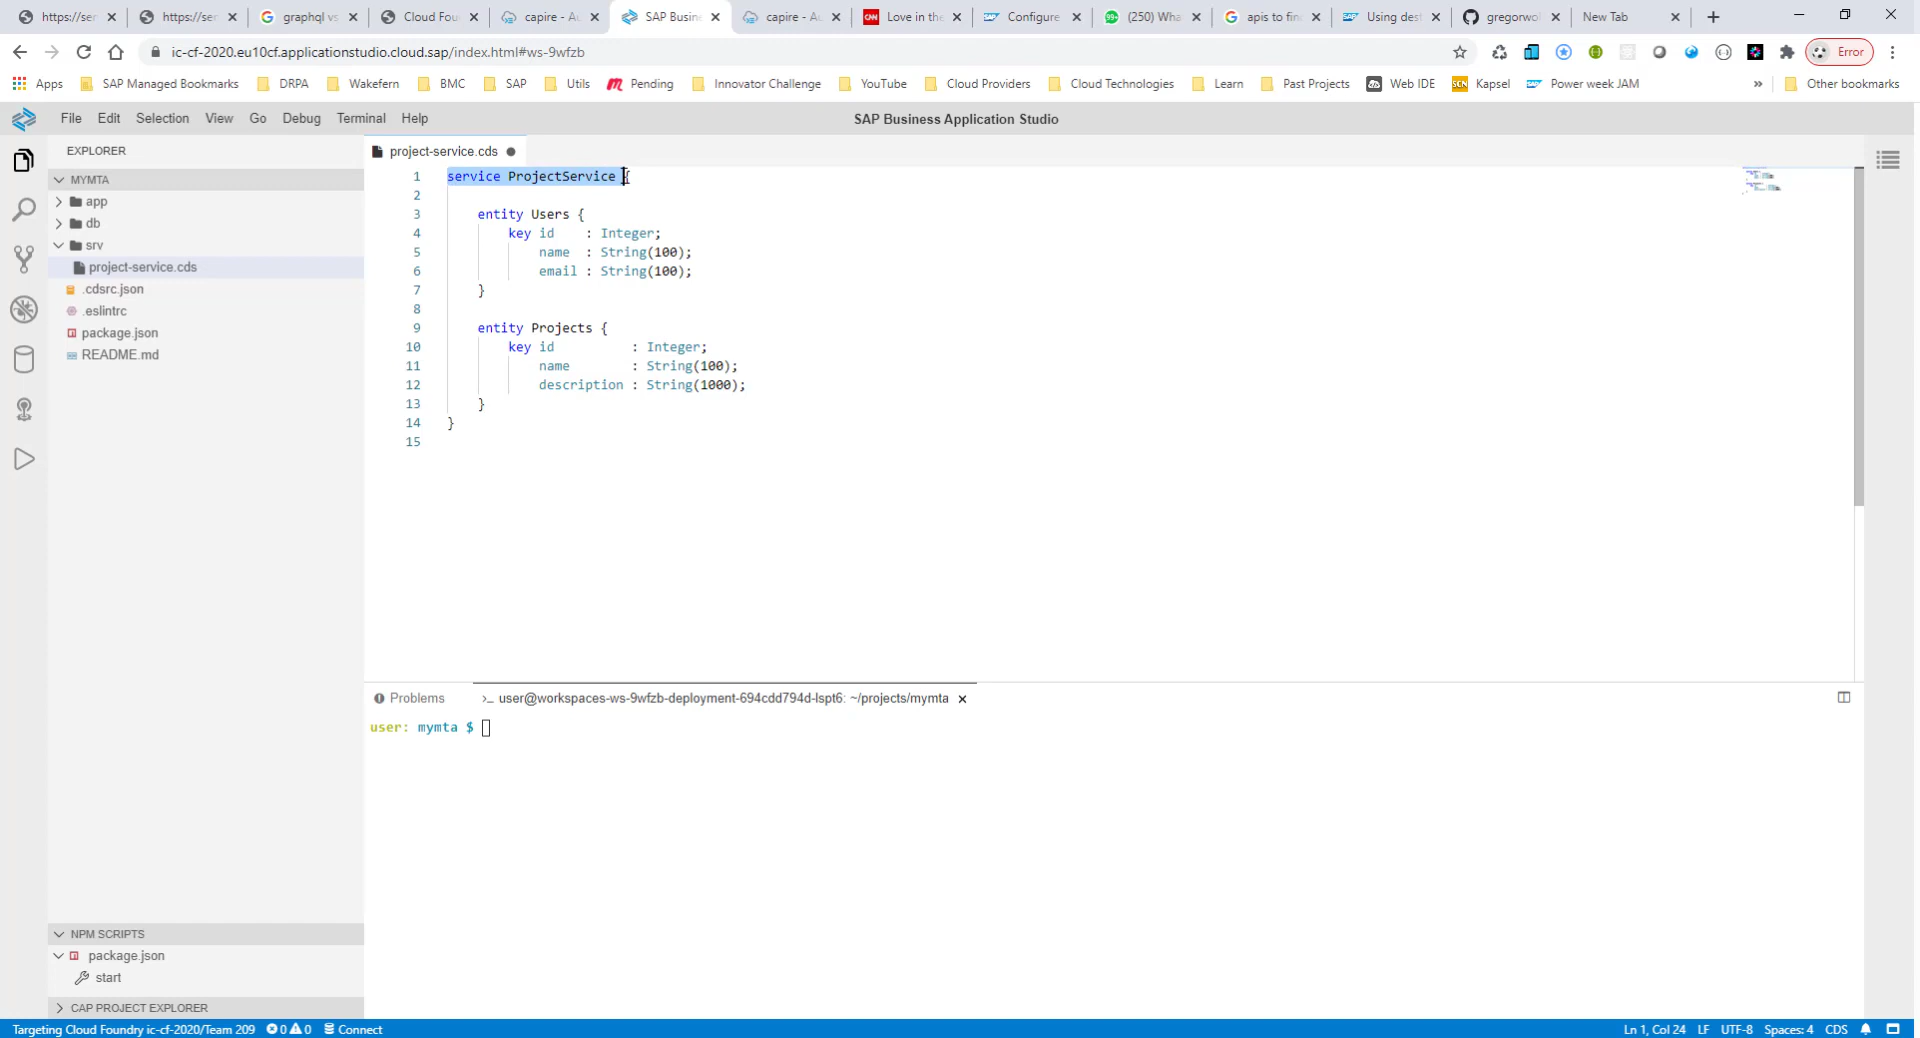 https://ser
https://ser
graphql vs
Cloud Fou
capire - Au
SAP Busin
capire - Au
Love in the
Configure
(250) Wha
apis to fin
Using dest
gregorwol
New Tab
ic-cf-2020.eu10cf.applicationstudio.cloud.sap/index.html#ws-9wfzb
Error
Apps SAP Managed Bookmarks DRPA Wakefern BMC SAP Utils Pending Innovator Challenge YouTube Cloud Providers Cloud Technologies Learn Past Projects Web IDE Kapsel Power week JAM » Other bookmarks
File Edit Selection View Go Debug Terminal Help
SAP Business Application Studio
EXPLORER
MYMTA
app
db
srv
project-service.cds
.cdsrc.json
.eslintrc
package.json
README.md
NPM SCRIPTS
package.json
start
CAP PROJECT EXPLORER
project-service.cds
1 service ProjectService {
2
3 entity Users {
4 key id : Integer;
5 name : String(100);
6 email : String(100);
7 }
8
9 entity Projects {
10 key id : Integer;
11 name : String(100);
12 description : String(1000);
13 }
14 }
15
Problems
>_ user@workspaces-ws-9wfzb-deployment-694cdd794d-lspt6: ~/projects/mymta
user: mymta $
Targeting Cloud Foundry ic-cf-2020/Team 209 0 0 Connect
Ln 1, Col 24 LF UTF-8 Spaces: 4 CDS